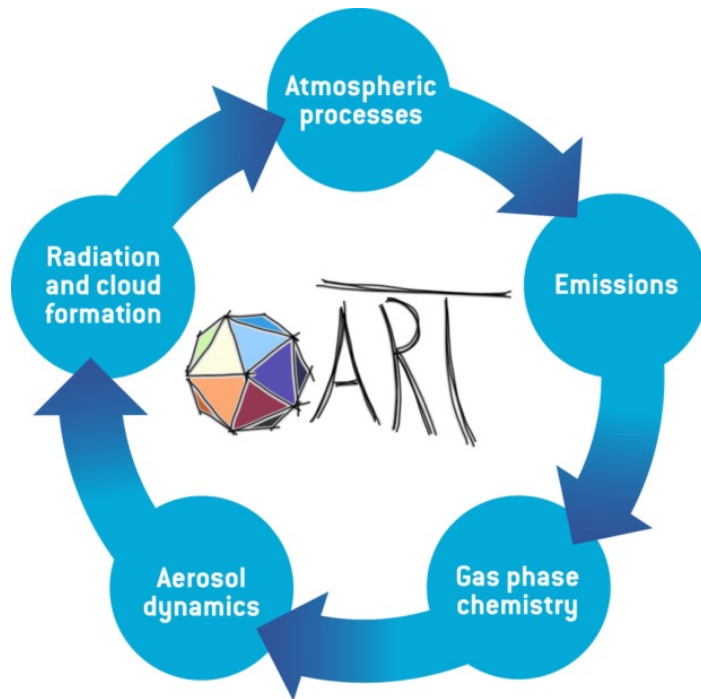 Atmospheric
processes
Emissions
Gas phase
chemistry
Aerosol
dynamics
Radiation
and cloud
formation
ART